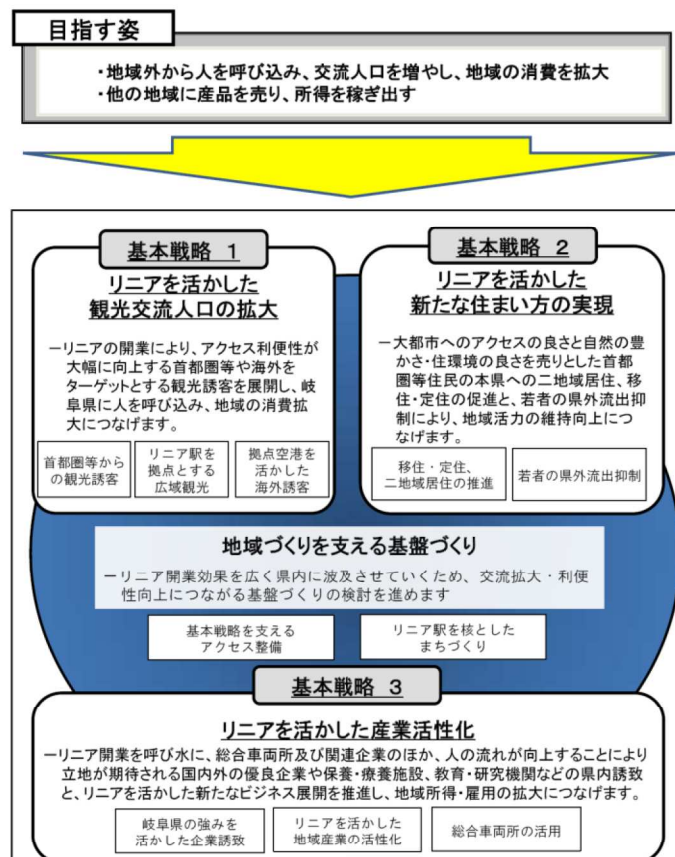 目指す姿
・地域外から人を呼び込み、交流人口を増やし、地域の消費を拡大
・他の地域に産品を売り、所得を稼ぎ出す
基本戦略 1
リニアを活かした
観光交流人口の拡大
－リニアの開業により、アクセス利便性が
大幅に向上する首都圏等や海外を
ターゲットとする観光誘客を展開し、岐
阜県に人を呼び込み、地域の消費拡
大につなげます。
首都圏等から
の観光誘客
リニア駅を
拠点とする
広域観光
拠点空港を
活かした
海外誘客
基本戦略 2
リニアを活かした
新たな住まい方の実現
－大都市へのアクセスの良さと自然の豊
かさ・住環境の良さを売りとした首都
圏等住民の本県への二地域居住、移
住・定住の促進と、若者の県外流出抑
制により、地域活力の維持向上につ
なげます。
移住・定住、
二地域居住の推進
若者の県外流出抑制
地域づくりを支える基盤づくり
－リニア開業効果を広く県内に波及させていくため、交流拡大・利便
性向上につながる基盤づくりの検討を進めます
基本戦略を支える
アクセス整備
リニア駅を核とした
まちづくり
基本戦略 3
リニアを活かした産業活性化
－リニア開業を呼び水に、総合車両所及び関連企業のほか、人の流れが向上することにより
立地が期待される国内外の優良企業や保養・療養施設、教育・研究機関などの県内誘致
と、リニアを活かした新たなビジネス展開を推進し、地域所得・雇用の拡大につなげます。
岐阜県の強みを
活かした企業誘致
リニアを活かした
地域産業の活性化
総合車両所の活用